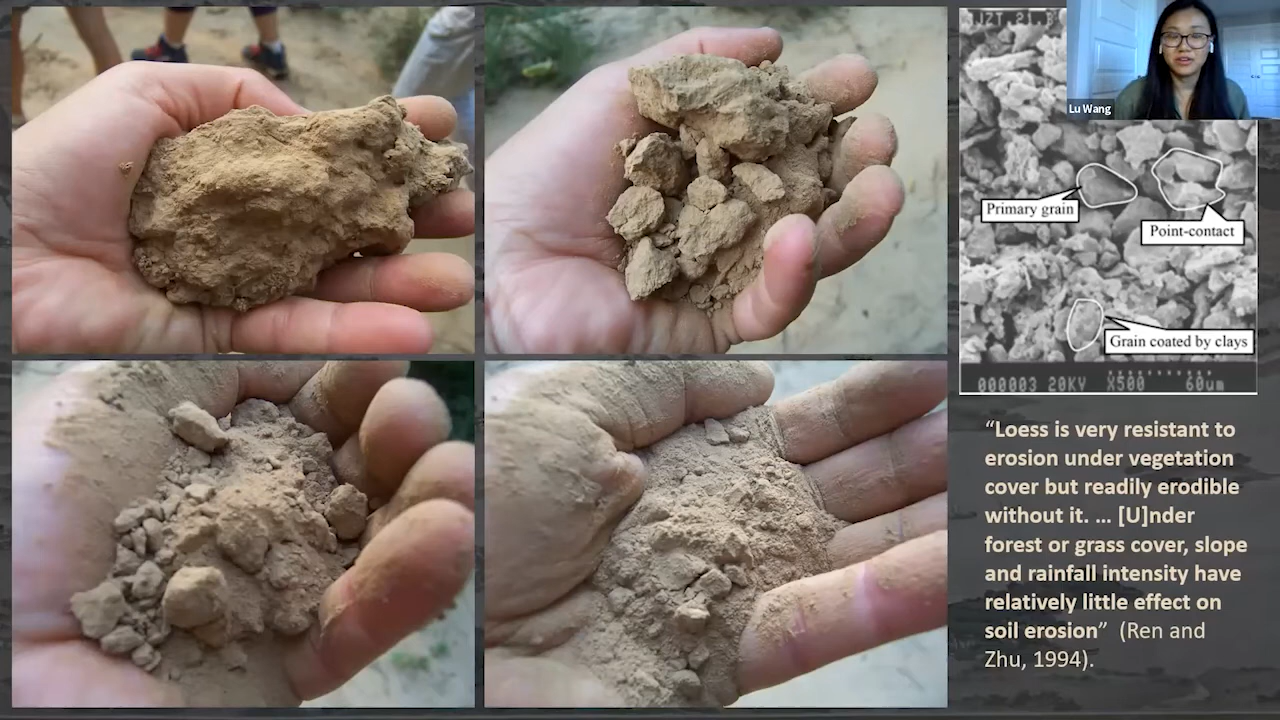 Lu Wang
Primary grain
Point-contact
Grain coated by clays
000003 20KV X500 60um
“Loess is very resistant to
erosion under vegetation
cover but readily erodible
without it. ... [U]nder
forest or grass cover, slope
and rainfall intensity have
relatively little effect on
soil erosion” (Ren and
Zhu, 1994).